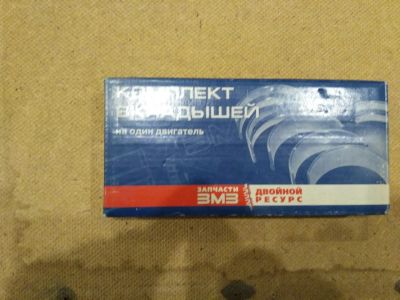 КОМПЛЕКТ
ВКЛАДЫШЕЙ
на один двигатель
ЗАПЧАСТИ
ЗМЗ
ДВОЙНОЙ
РЕСУРС